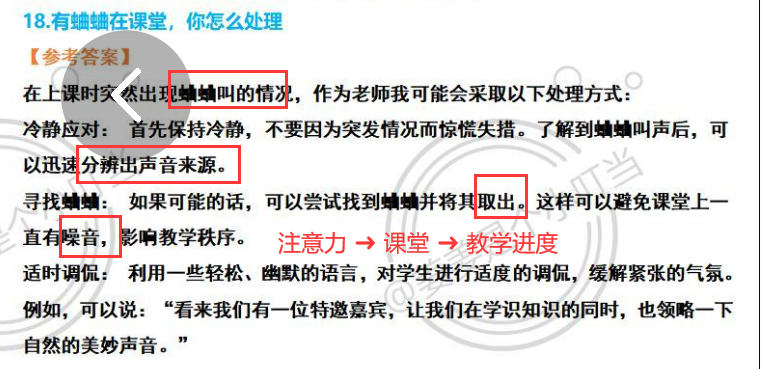 18.有蛐蛐在课堂，你怎么处理
【参考答案】
在上课时突然出现蛐蛐叫的情况，作为老师我可能会采取以下处理方式：
冷静应对： 首先保持冷静，不要因为突发情况而惊慌失措。了解到蛐蛐叫声后，可
以迅速分辨出声音来源。
寻找蛐蛐： 如果可能的话，可以尝试找到蛐蛐并将其取出。这样可以避免课堂上一
直有噪音，影响教学秩序。
注意力 → 课堂 → 教学进度
适时调侃： 利用一些轻松、幽默的语言，对学生进行适度的调侃，缓解紧张的气氛。
例如，可以说：“看来我们有一位特邀嘉宾，让我们在学识知识的同时，也领略一下
自然的美妙声音。”